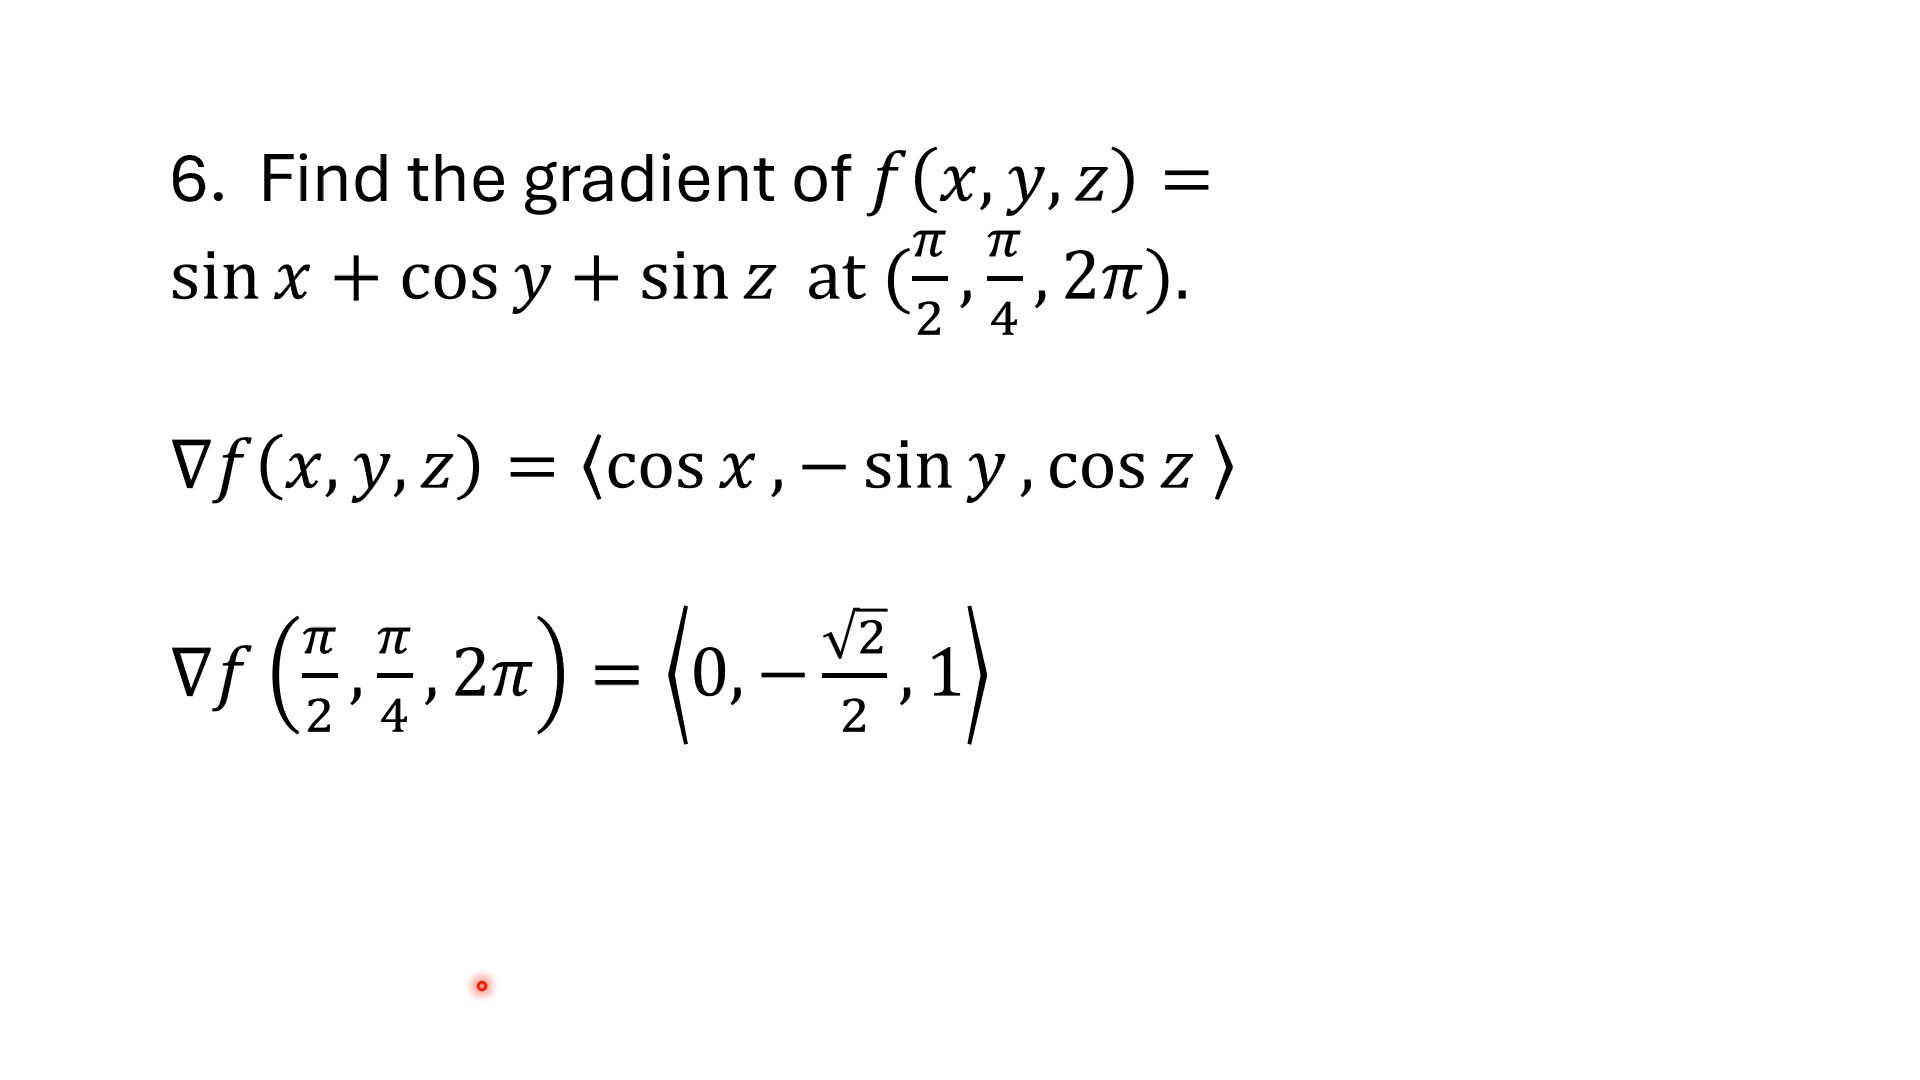 6. Find the gradient of 𝑓(𝑥, 𝑦, 𝑧) =
sin 𝑥 + cos 𝑦 + sin 𝑧 at (π/2, π/4, 2π).
∇𝑓(𝑥, 𝑦, 𝑧) = ⟨cos 𝑥 , − sin 𝑦 , cos 𝑧 ⟩
∇𝑓 (π/2, π/4, 2π) = ⟨0, − √2/2, 1⟩